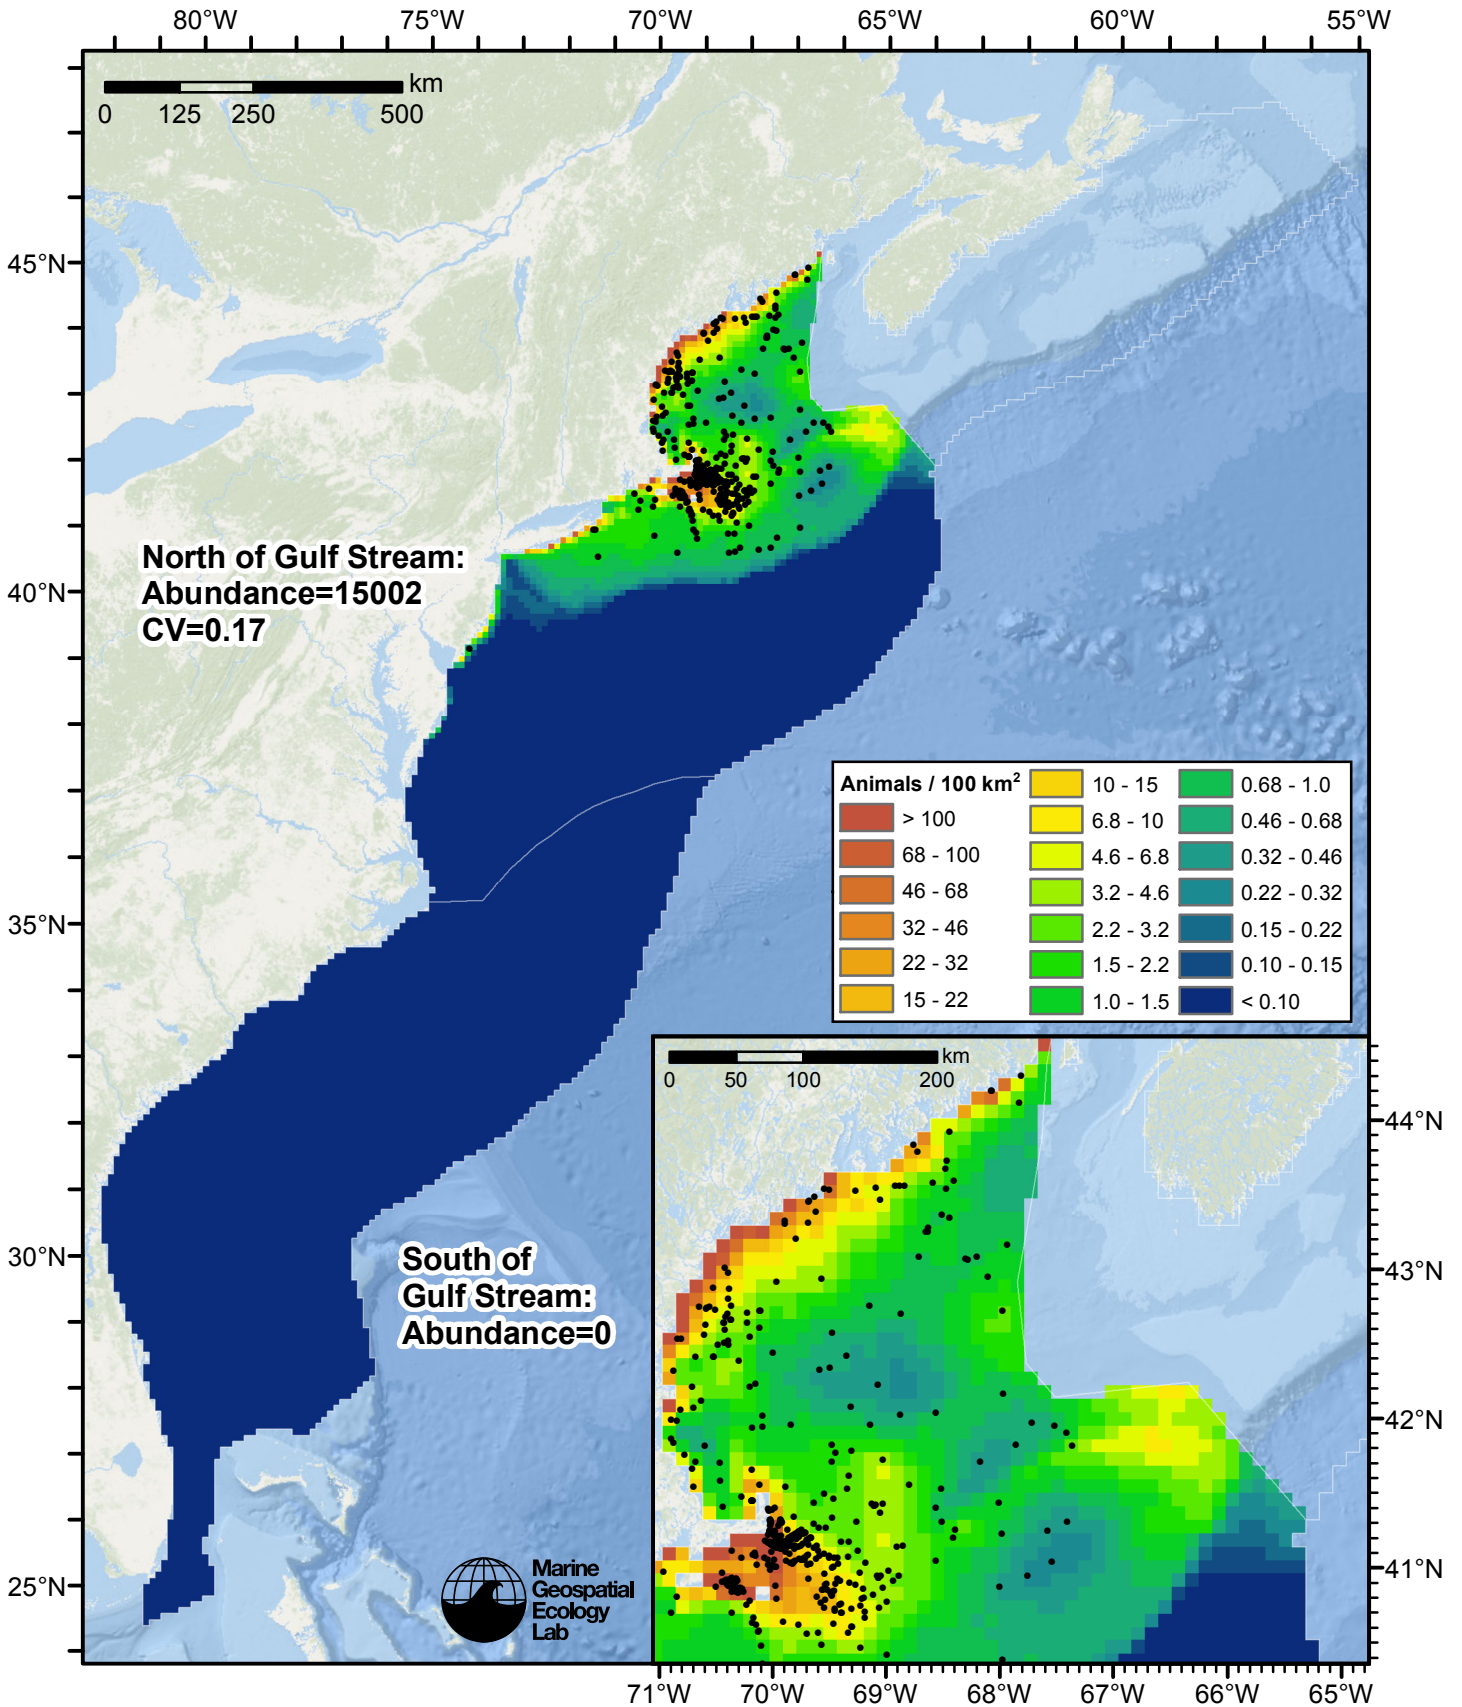 80°W 75°W 70°W 65°W 60°W 55°W
km
0 125 250 500
45°N
40°N
35°N
30°N
25°N
North of Gulf Stream:
Abundance=15002
CV=0.17
Animals / 100 km²
> 100
68 - 100
46 - 68
32 - 46
22 - 32
15 - 22
10 - 15
6.8 - 10
4.6 - 6.8
3.2 - 4.6
2.2 - 3.2
1.5 - 2.2
1.0 - 1.5
0.68 - 1.0
0.46 - 0.68
0.32 - 0.46
0.22 - 0.32
0.15 - 0.22
0.10 - 0.15
< 0.10
South of
Gulf Stream:
Abundance=0
km
0 50 100 200
44°N
43°N
42°N
41°N
Marine
Geospatial
Ecology
Lab
71°W 70°W 69°W 68°W 67°W 66°W 65°W